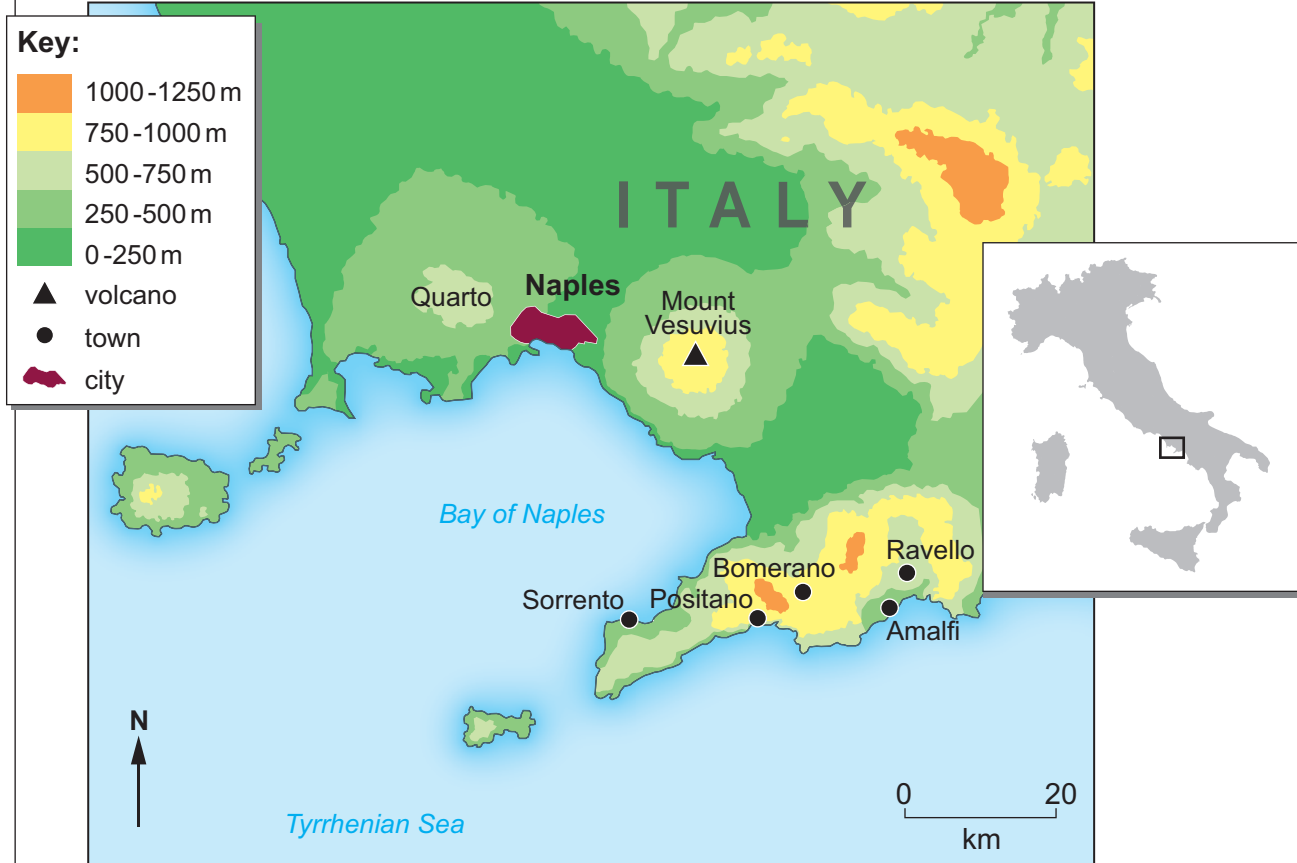 Key:
1000-1250 m
750-1000 m
500-750 m
250-500 m
0-250 m
volcano
town
city
ITALY
Quarto
Naples
Mount
Vesuvius
Bay of Naples
Ravello
Bomerano
Sorrento
Positano
Amalfi
N
Tyrrhenian Sea
0 20
km